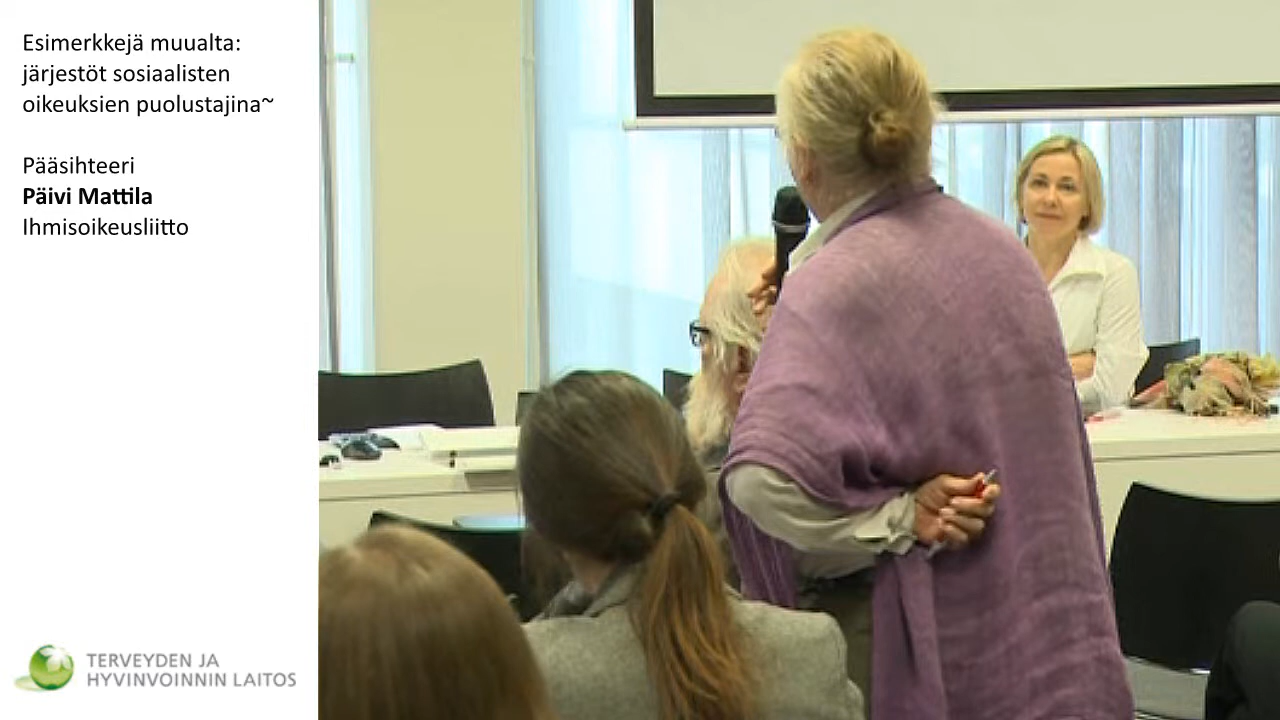 Esimerkkejä muualta:
järjestöt sosiaalisten
oikeuksien puolustajina~
Pääsihteeri
Päivi Mattila
Ihmisoikeusliitto
TERVEYDEN JA
HYVINVOINNIN LAITOS